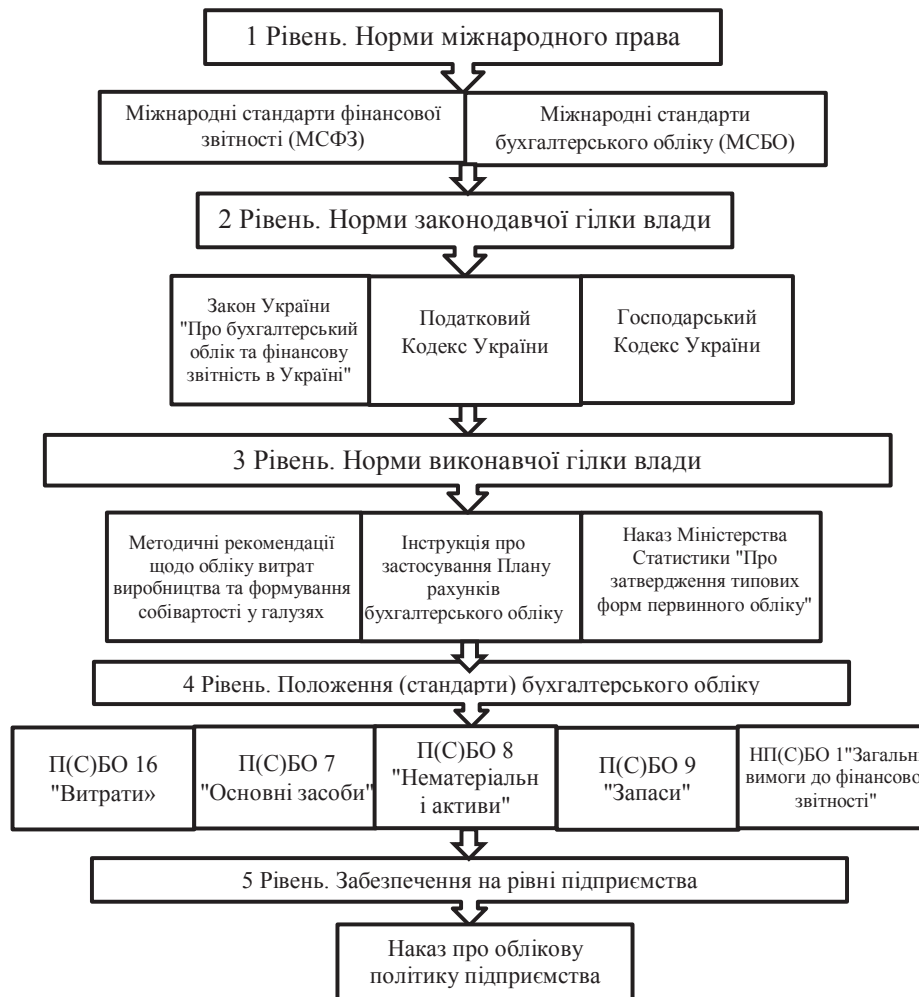 1 Рівень. Норми міжнародного права
Міжнародні стандарти фінансової
звітності (МСФЗ)
Міжнародні стандарти
бухгалтерського обліку (МСБО)
2 Рівень. Норми законодавчої гілки влади
Закон України
"Про бухгалтерський
облік та фінансову
звітність в Україні"
Податковий
Кодекс України
Господарський
Кодекс України
3 Рівень. Норми виконавчої гілки влади
Методичні рекомендації
щодо обліку витрат
виробництва та формування
собівартості у галузях
Інструкція про
застосування Плану
рахунків
бухгалтерського обліку
Наказ Міністерства
Статистики "Про
затвердження типових
форм первинного обліку"
4 Рівень. Положення (стандарти) бухгалтерського обліку
П(С)БО 16
"Витрати»
П(С)БО 7
"Основні засоби"
П(С)БО 8
"Нематеріальн
і активи"
П(С)БО 9
"Запаси"
НП(С)БО 1"Загальн
вимоги до фінансово
звітності"
5 Рівень. Забезпечення на рівні підприємства
Наказ про облікову
політику підприємства